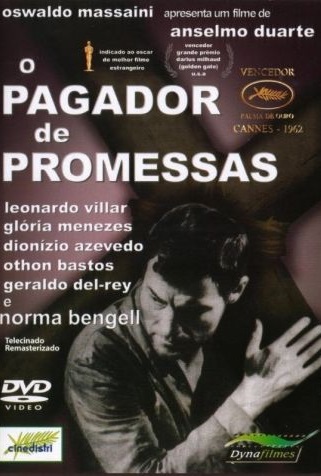 oswaldo massaini apresenta um filme de
anselmo duarte
indicado ao oscar
de melhor filme
estrangeiro
vencedor
grande prêmio
darius milhaud
(golden gate)
u.s.a
VENCEDOR
PALMA DE OURO
CANNES - 1962
O
PAGADOR
de
PROMESSAS
leonardo villar
glória menezes
dionízio azevedo
othon bastos
geraldo del-rey
e
norma bengell
Telecinado
Remasterizado
DVD
VIDEO
cinedistri
Dynafilmes